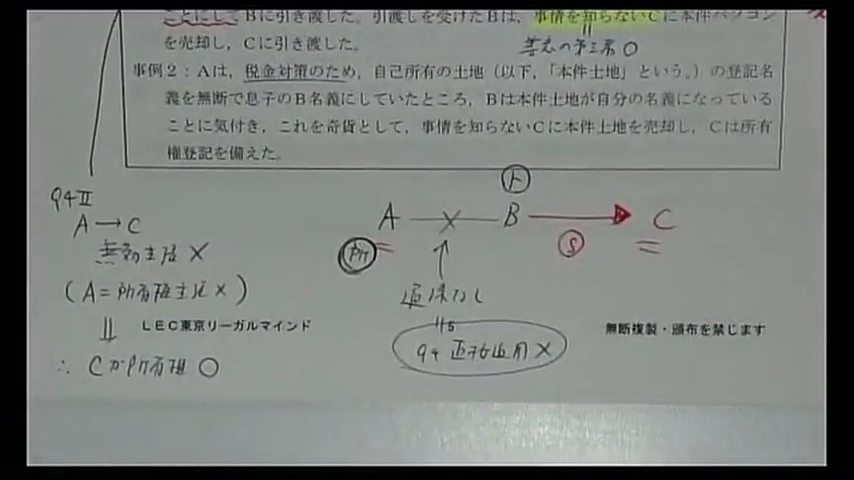 ことにしてBに引き渡した。引渡しを受けたBは，事情を知らないCに本件パソコン
を売却し，Cに引き渡した。
善意の第三者○
事例2：Aは，税金対策のため，自己所有の土地（以下，「本件土地」という。）の登記名
義を無断で息子のB名義にしていたところ，Bは本件土地が自分の名義になっている
ことに気付き，これを奇貨として，事情を知らないCに本件土地を売却し，Cは所有
権登記を備えた。
94Ⅱ
A→C
無効主張×
（A＝所有権主張×）
⇓
∴Cが所有権○
ト
A × B → C
所有
S
通謀なし
94直接適用×
LEC東京リーガルマインド
無断複製・頒布を禁じます